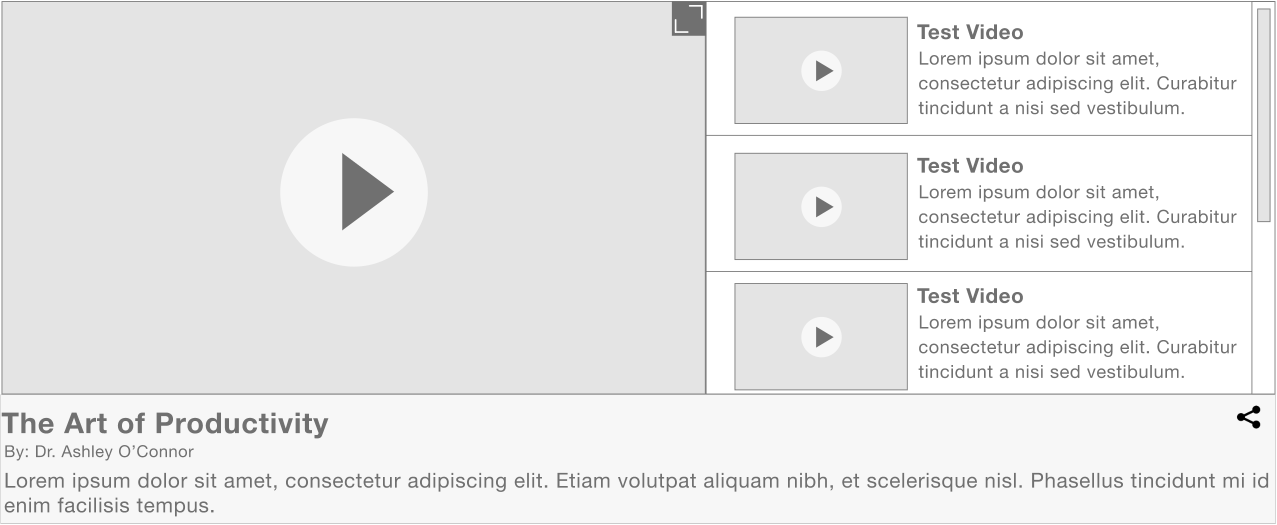 Test Video
Lorem ipsum dolor sit amet,
consectetur adipiscing elit. Curabitur
tincidunt a nisi sed vestibulum.
Test Video
Lorem ipsum dolor sit amet,
consectetur adipiscing elit. Curabitur
tincidunt a nisi sed vestibulum.
Test Video
Lorem ipsum dolor sit amet,
consectetur adipiscing elit. Curabitur
tincidunt a nisi sed vestibulum.
The Art of Productivity
By: Dr. Ashley O’Connor
Lorem ipsum dolor sit amet, consectetur adipiscing elit. Etiam volutpat aliquam nibh, et scelerisque nisl. Phasellus tincidunt mi id
enim facilisis tempus.